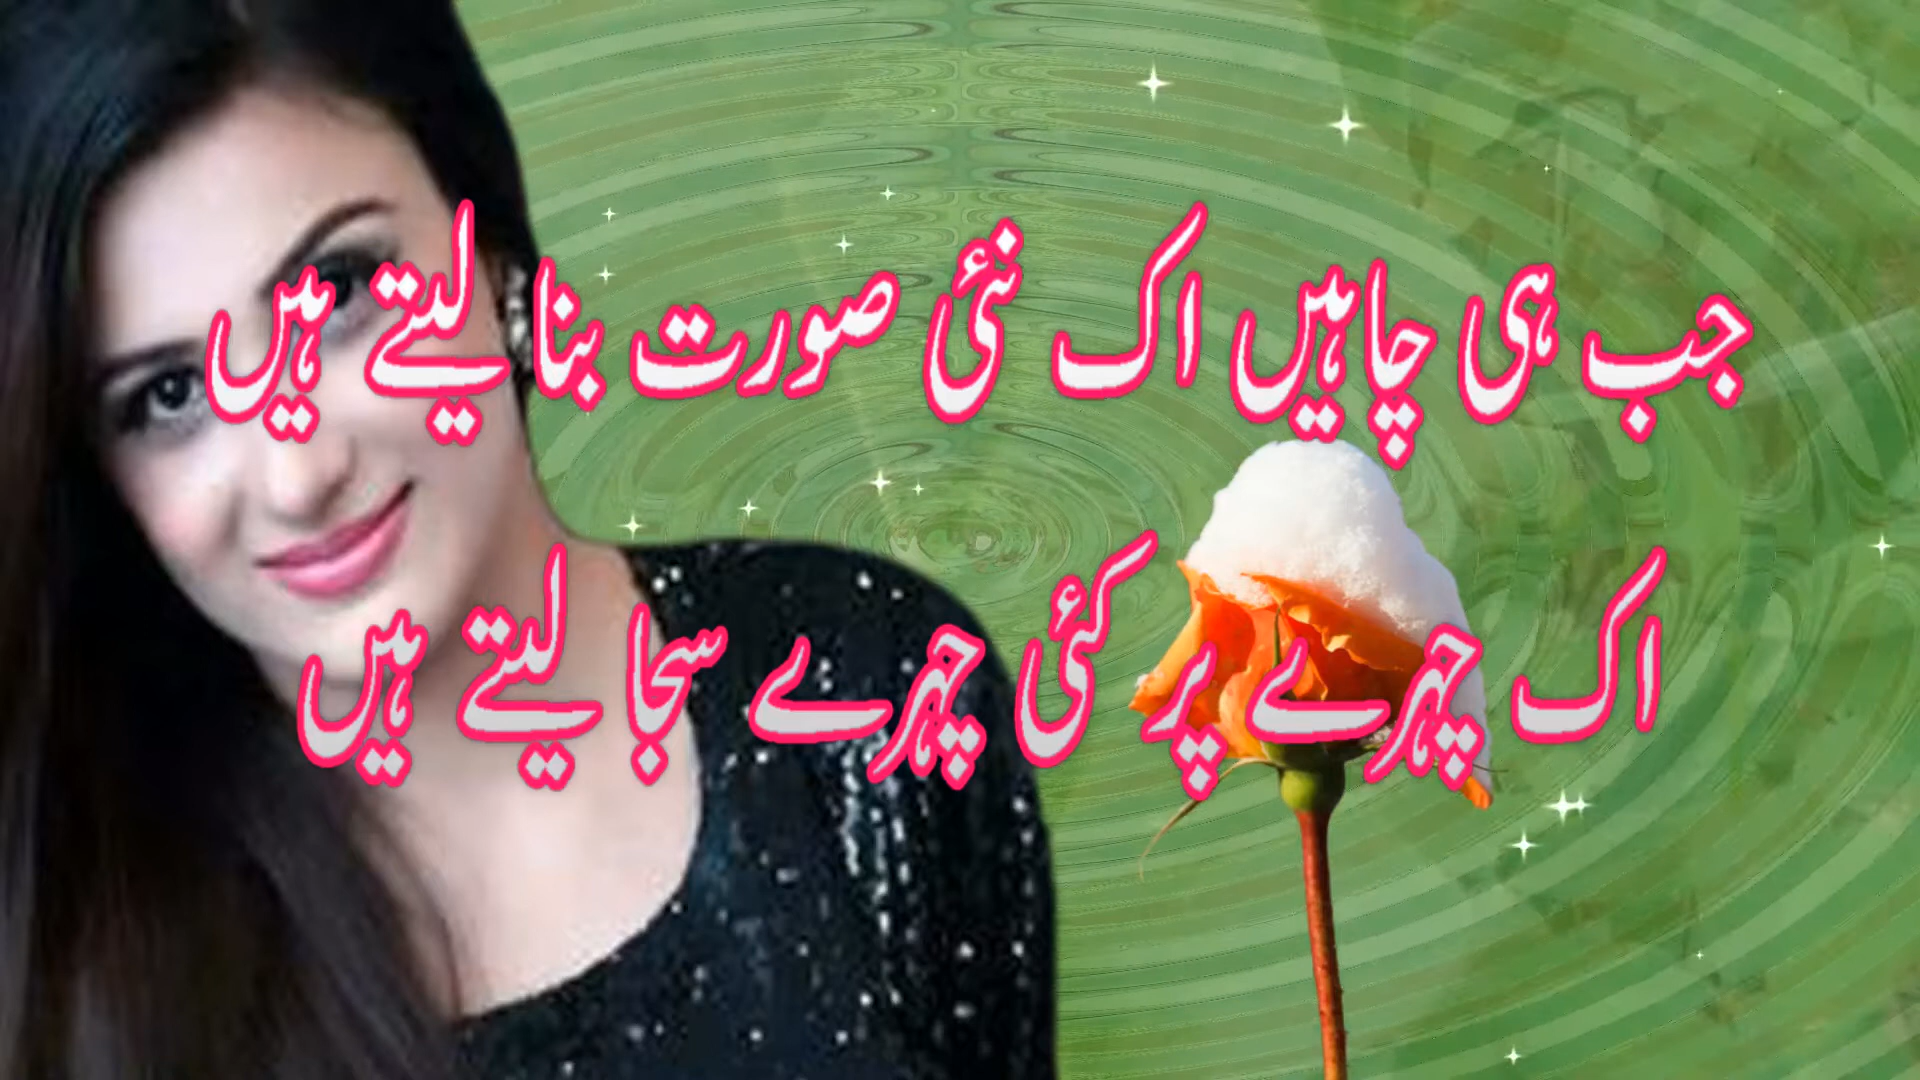 جب ہی چاہیں اک نئی صورت بنا لیتے ہیں
اک چہرے پر کئی چہرے سجا لیتے ہیں